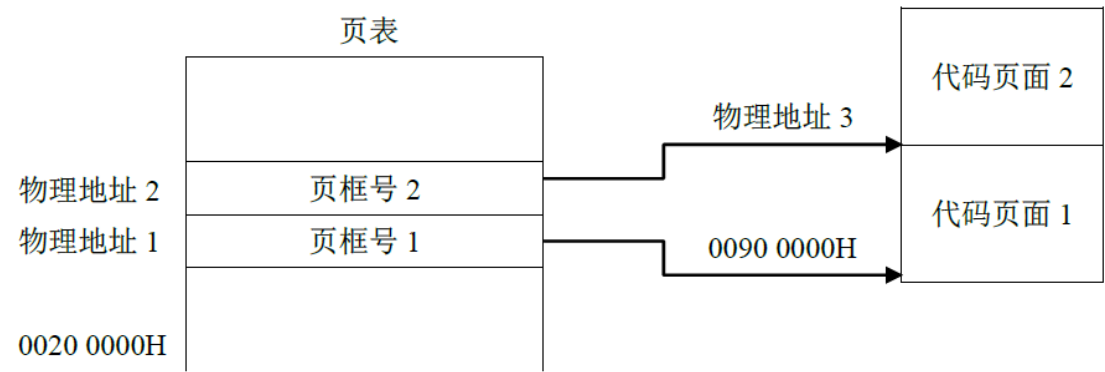 页表
代码页面 2
物理地址 3
物理地址 2
页框号 2
物理地址 1
页框号 1
代码页面 1
0090 0000H
0020 0000H